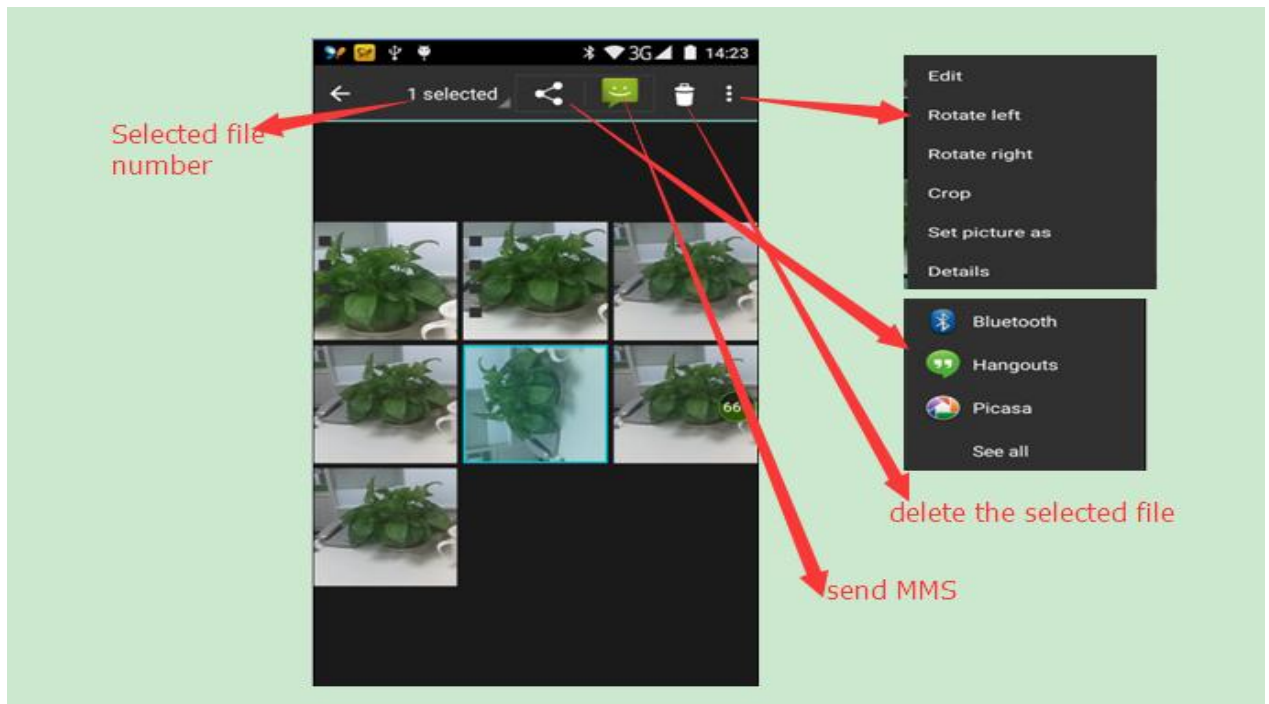 3G 14:23
1 selected
Selected file
number
66
Edit
Rotate left
Rotate right
Crop
Set picture as
Details
Bluetooth
Hangouts
Picasa
See all
delete the selected file
send MMS